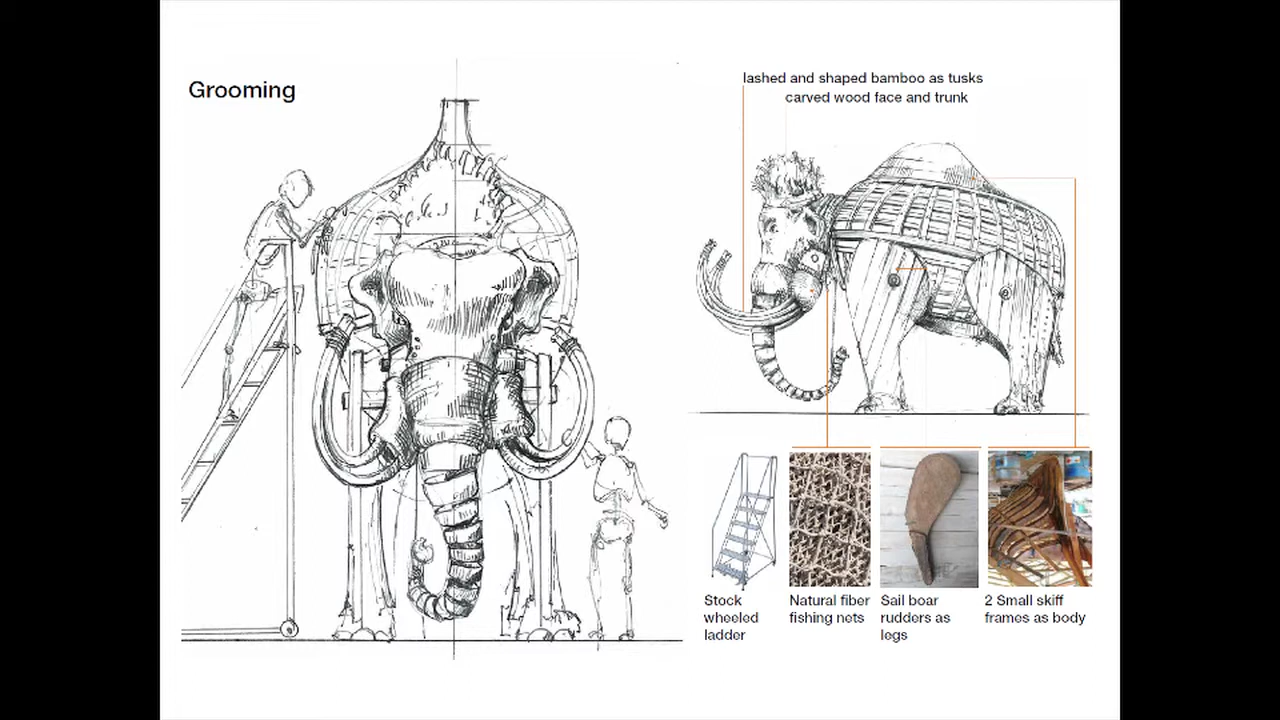 Grooming
lashed and shaped bamboo as tusks
carved wood face and trunk
Stock
wheeled
ladder
Natural fiber
fishing nets
Sail boar
rudders as
legs
2 Small skiff
frames as body